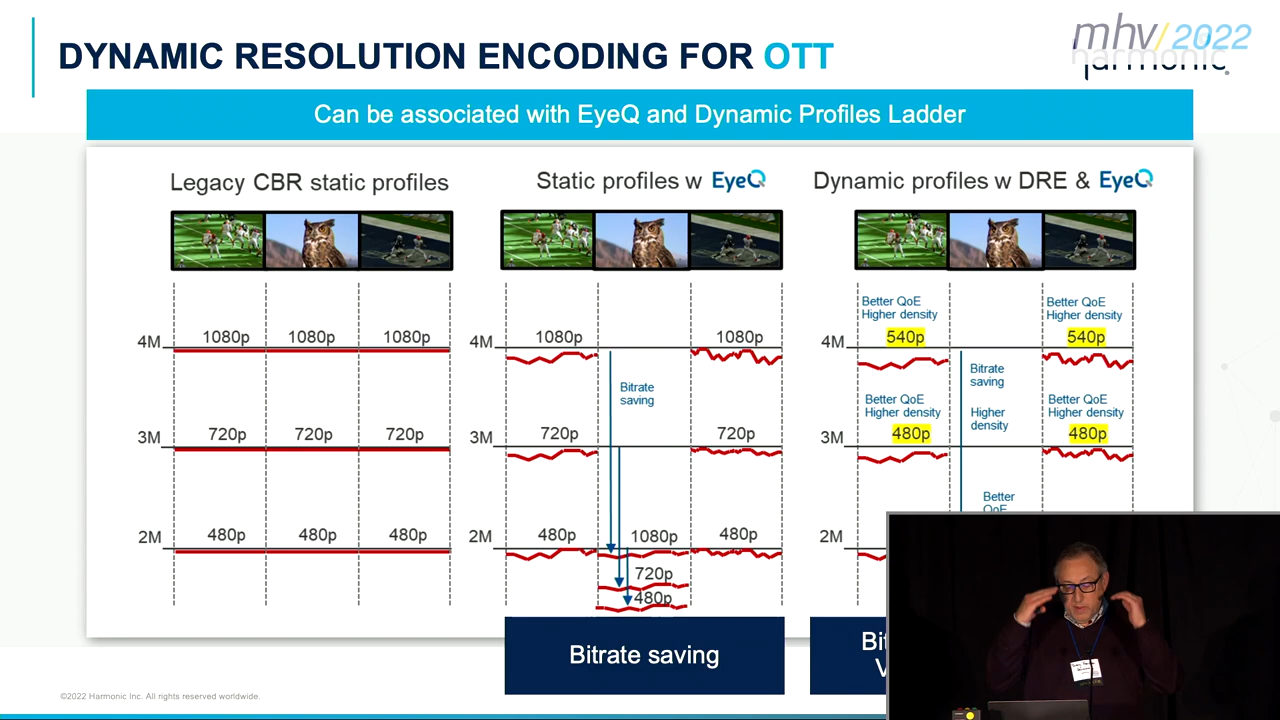 DYNAMIC RESOLUTION ENCODING FOR OTT
mhv/2022
harmonic
Can be associated with EyeQ and Dynamic Profiles Ladder
Legacy CBR static profiles
4M 1080p 1080p 1080p
3M 720p 720p 720p
2M 480p 480p 480p
Static profiles w EyeQ
4M 1080p 1080p
Bitrate
saving
3M 720p 720p
2M 480p 1080p 480p
720p
480p
Bitrate saving
Dynamic profiles w DRE & EyeQ
Better QoE
Higher density
Better QoE
Higher density
4M 540p 540p
Bitrate
saving
Better QoE
Higher density
Higher
density
Better QoE
Higher density
3M 480p 480p
Better
QoE
2M
©2022 Harmonic Inc. All rights reserved worldwide.